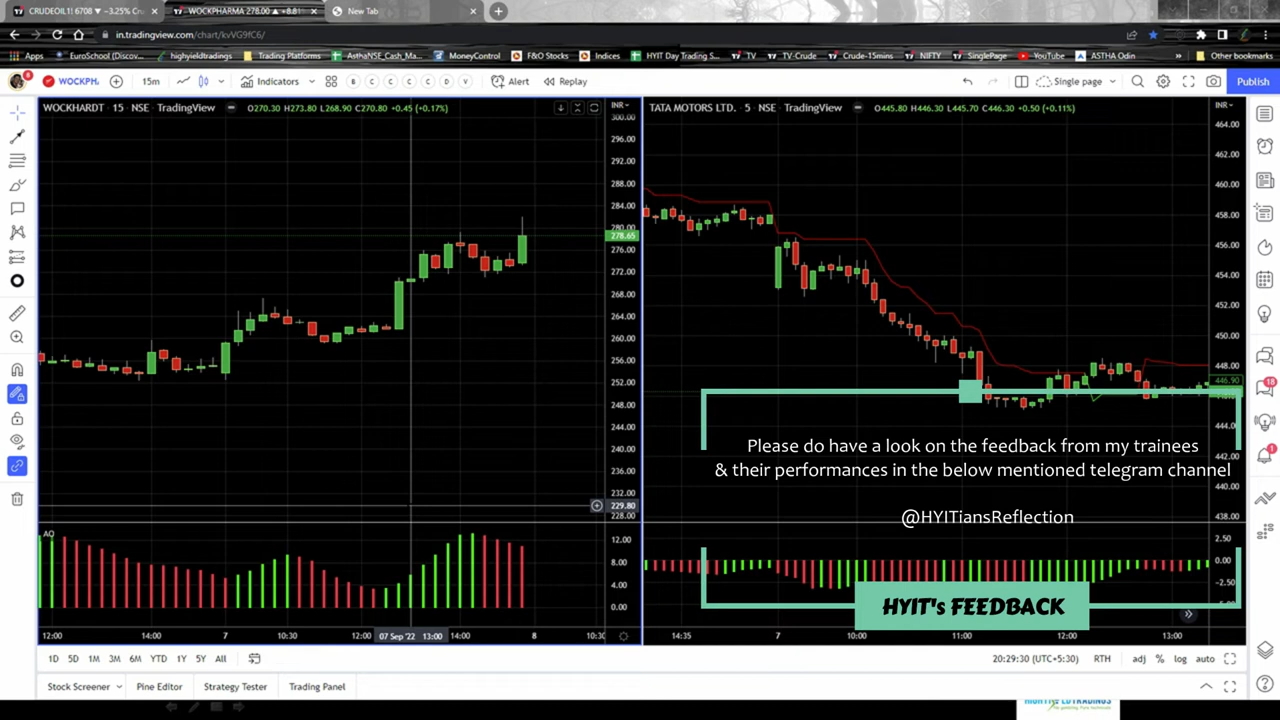 CRUDEOIL1! 6708 ▼ −3.25% Cru
WOCKPHARMA 278.00 ▲ +8.81%
New Tab
in.tradingview.com/chart/kvVG9fC6/
Apps
EuroSchool (Discov...
highyieldtradings
Trading Platforms
AsthaNSE_Cash_Ma...
MoneyControl
F&O Stocks
Indices
HYIT Day Trading S...
TV
TV-Crude
Crude-15mins
NIFTY
SinglePage
YouTube
ASTHA Odin
Other bookmarks
WOCKPH
15m
Indicators
B C C C C D V
Alert
Replay
Single page
Publish
WOCKHARDT · 15 · NSE · TradingView
O270.30 H273.80 L268.90 C270.80 +0.45 (+0.17%)
INR
TATA MOTORS LTD. · 5 · NSE · TradingView
O445.80 H446.30 L445.70 C446.30 +0.50 (+0.11%)
INR
300.00
296.00
292.00
288.00
284.00
280.00
278.65
276.00
272.00
268.00
264.00
260.00
256.00
252.00
248.00
244.00
240.00
236.00
232.00
229.80
228.00
464.00
462.00
460.00
458.00
456.00
454.00
452.00
450.00
448.00
446.90
444.00
442.00
440.00
438.00
Please do have a look on the feedback from my trainees
& their performances in the below mentioned telegram channel
@HYITiansReflection
HYIT's FEEDBACK
AO
12.00
8.00
4.00
0.00
2.50
0.00
-2.50
12:00
14:00
7
10:30
12:00
07 Sep '22 13:00
14:00
8
10:30
14:35
7
10:00
11:00
12:00
13:00
18
1
1D 5D 1M 3M 6M YTD 1Y 5Y All
20:29:30 (UTC+5:30)
RTH
adj % log auto
Stock Screener
Pine Editor
Strategy Tester
Trading Panel